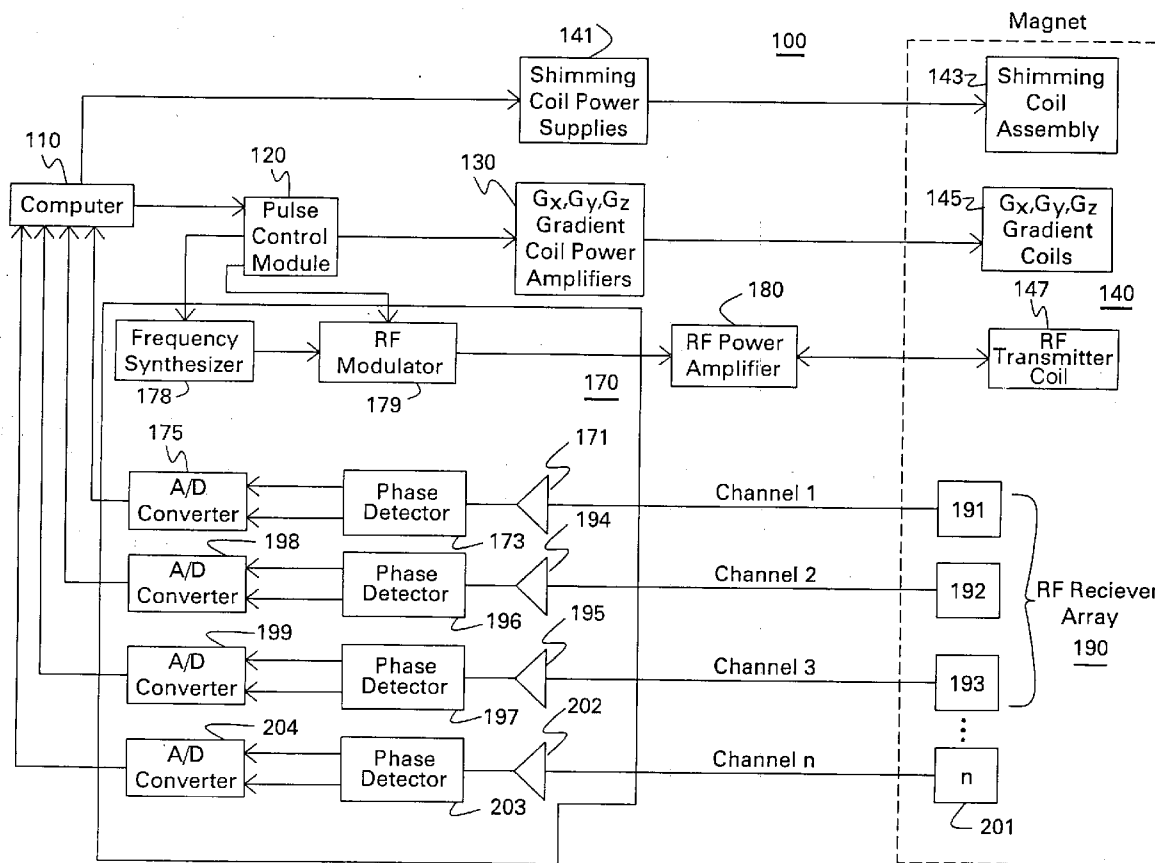 Magnet
141
100
Shimming
Coil Power
Supplies
143
Shimming
Coil
Assembly
110
Computer
120
Pulse
Control
Module
130
Gx,Gy,Gz
Gradient
Coil Power
Amplifiers
145
Gx,Gy,Gz
Gradient
Coils
147
140
180
Frequency
Synthesizer
178
RF
Modulator
179
170
RF Power
Amplifier
RF
Transmitter
Coil
175
A/D
Converter
Phase
Detector
173
171
Channel 1
191
198
A/D
Converter
Phase
Detector
196
194
Channel 2
192
RF Reciever
Array
190
199
A/D
Converter
Phase
Detector
197
195
Channel 3
193
204
A/D
Converter
Phase
Detector
203
202
Channel n
n
201